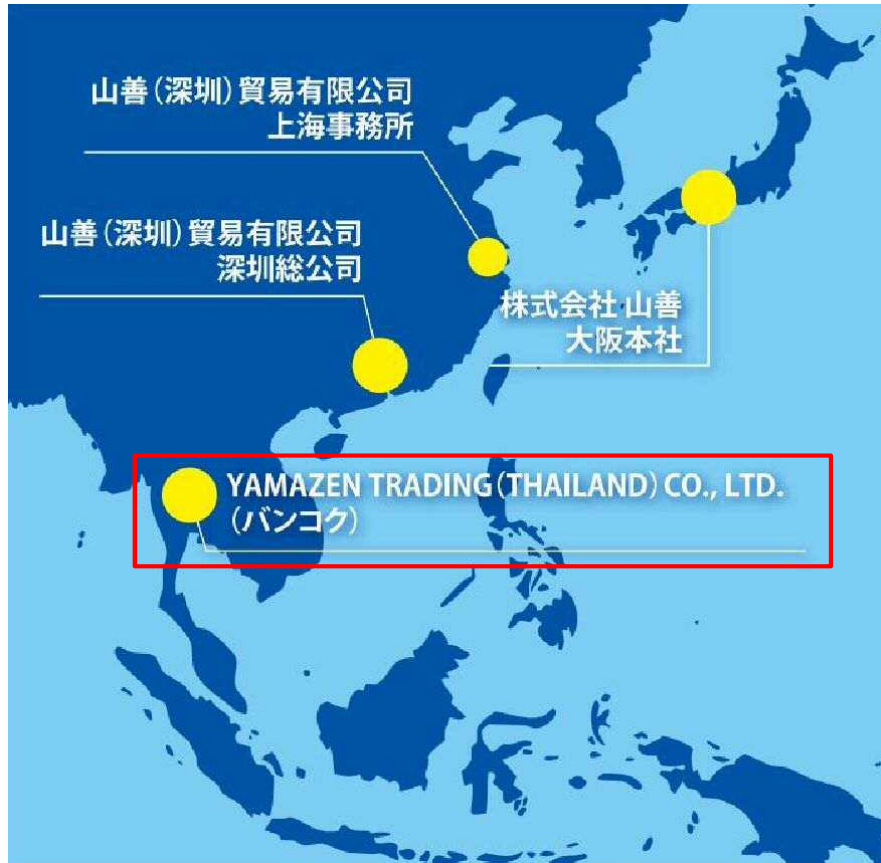 山善（深圳）貿易有限公司
上海事務所
山善（深圳）貿易有限公司
深圳総公司
株式会社 山善
大阪本社
YAMAZEN TRADING（THAILAND）CO., LTD.
（バンコク）